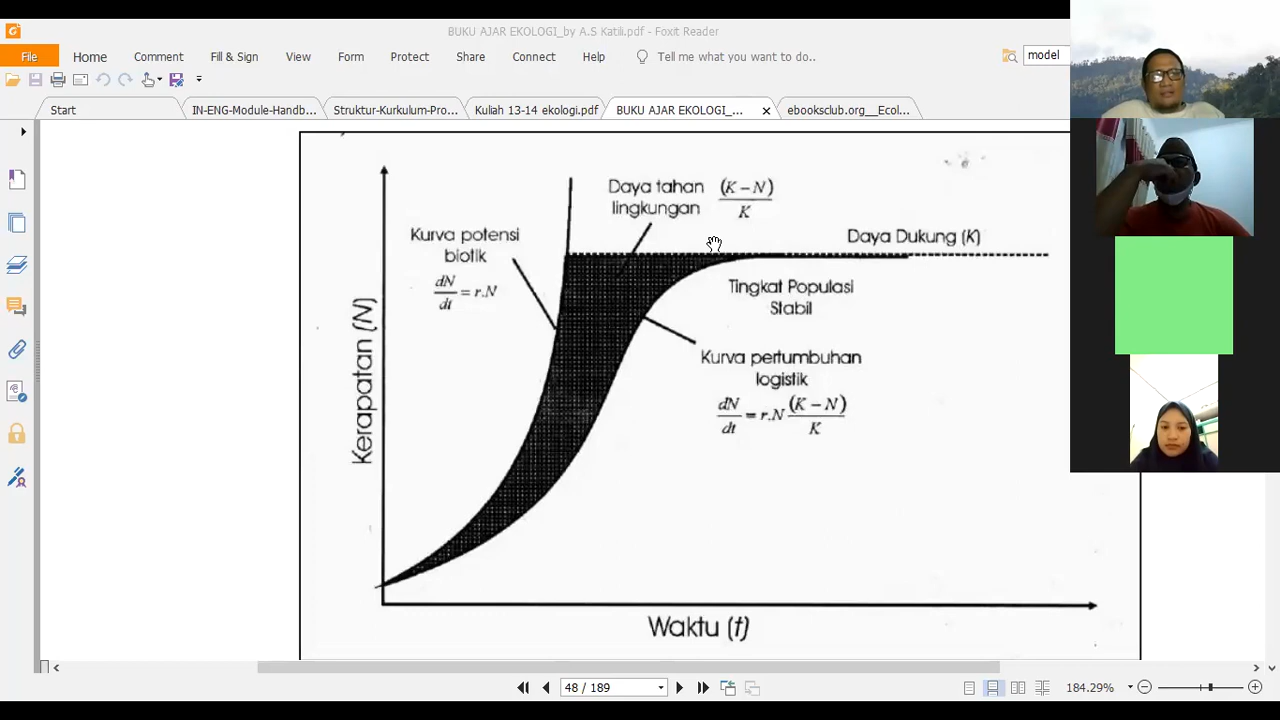 BUKU AJAR EKOLOGI_by A.S Katili.pdf - Foxit Reader
File Home Comment Fill & Sign View Form Protect Share Connect Help Tell me what you want to do.. model
Start IN-ENG-Module-Handb... Struktur-Kurkulum-Pro... Kuliah 13-14 ekologi.pdf BUKU AJAR EKOLOGI_... ebooksclub.org__Ecol...
Daya tahan
lingkungan
(K – N)
K
Kurva potensi
biotik
dN
dt
= r.N
Daya Dukung (K)
Tingkat Populasi
Stabil
Kurva pertumbuhan
logistik
dN
dt
= r.N
(K – N)
K
Kerapatan (N)
Waktu (t)
48 / 189
184.29%